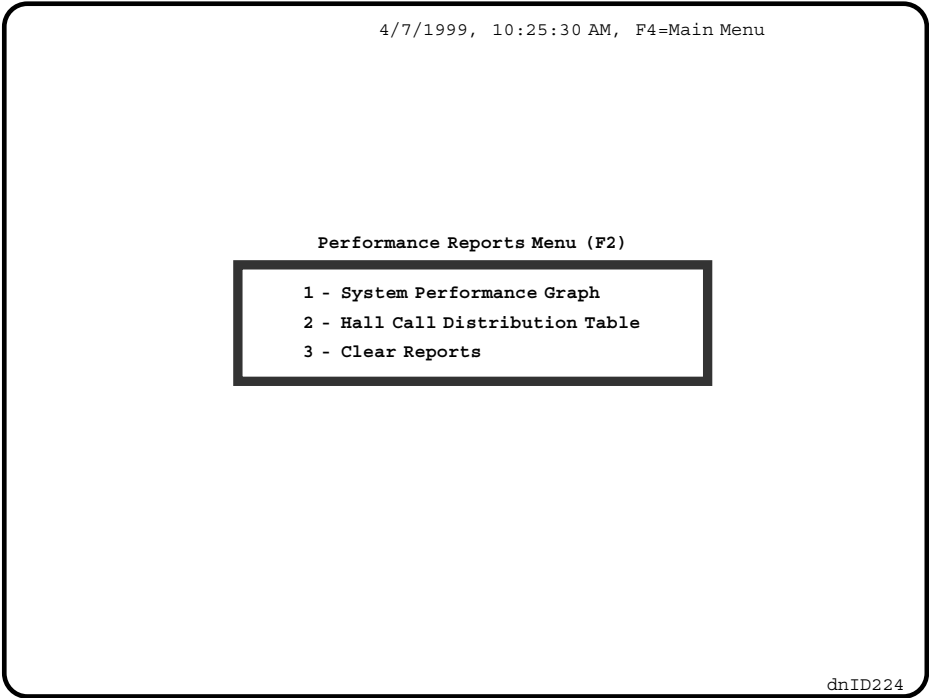 4/7/1999, 10:25:30 AM, F4=Main Menu
Performance Reports Menu (F2)
1 - System Performance Graph
2 - Hall Call Distribution Table
3 - Clear Reports
dnID224